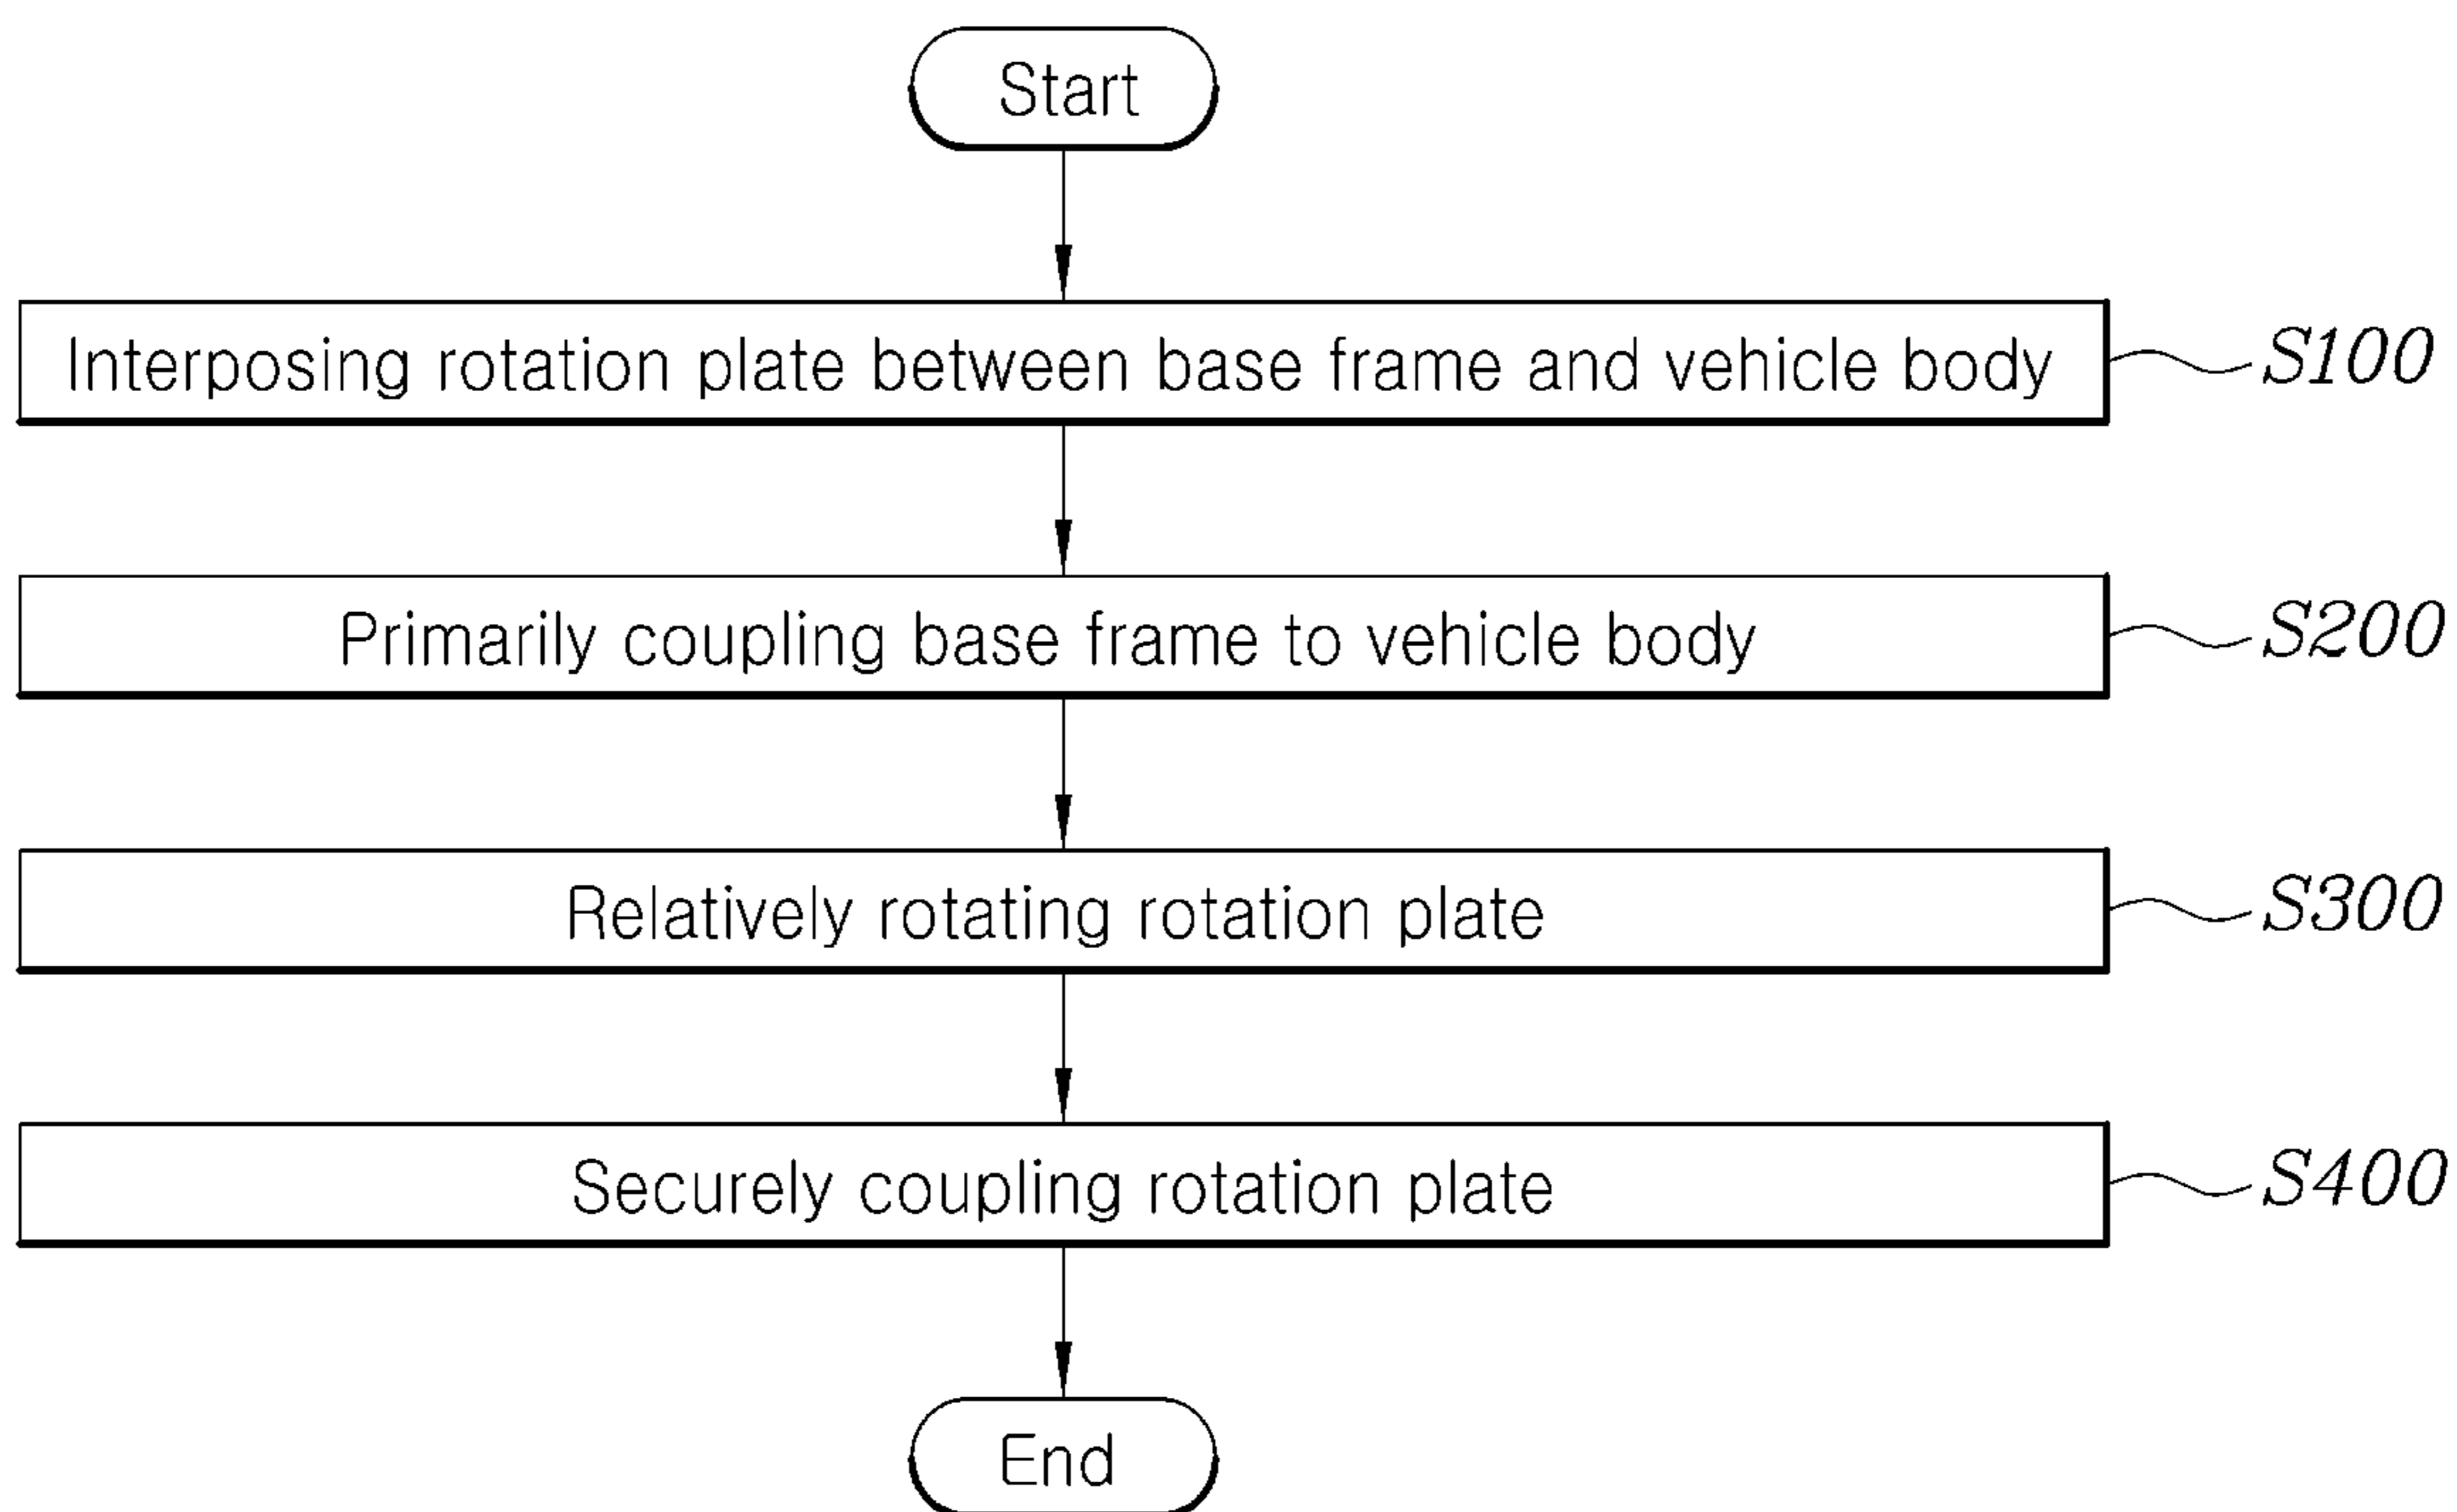 Start
Interposing rotation plate between base frame and vehicle body S100
Primarily coupling base frame to vehicle body S200
Relatively rotating rotation plate S300
Securely coupling rotation plate S400
End